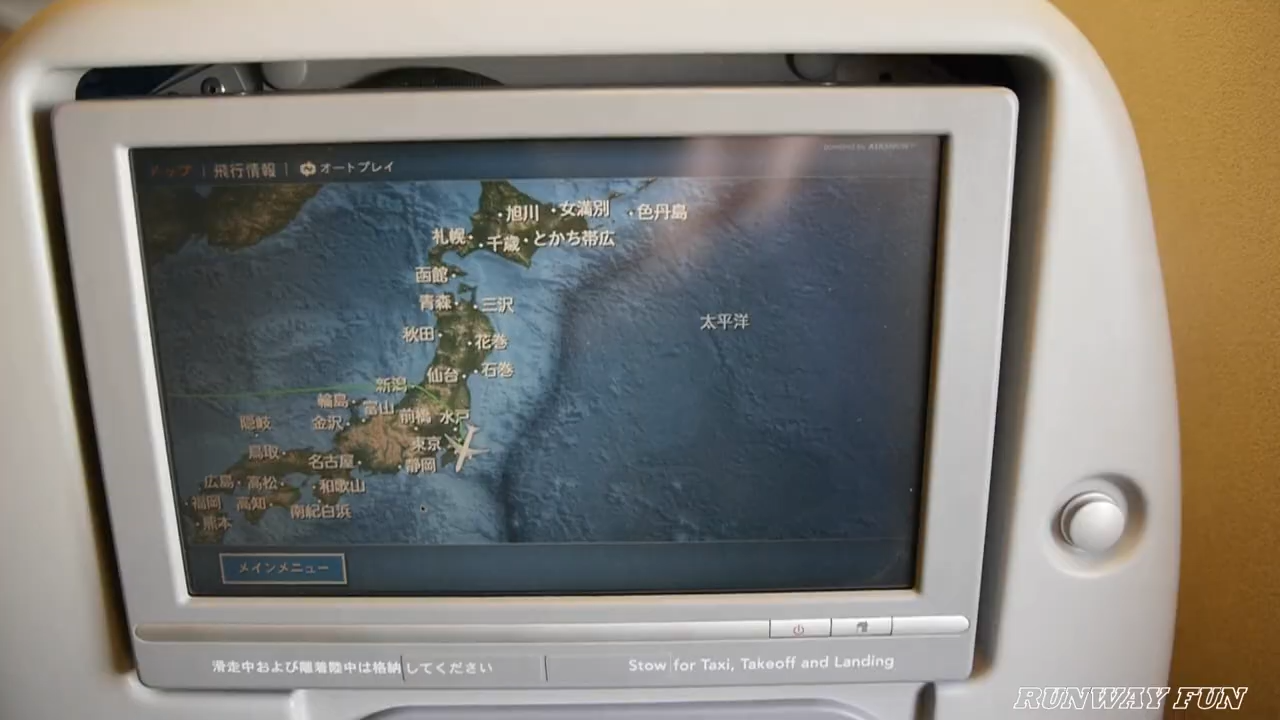 トップ | 飛行情報 | オートプレイ
旭川 女満別 色丹島
札幌 千歳 とかち帯広
函館
青森 三沢
太平洋
秋田 花巻
仙台 石巻
新潟
輪島 富山 前橋 水戸
隠岐 金沢
東京
鳥取 名古屋 静岡
広島 高松 和歌山
福岡 高知 南紀白浜
熊本
メインメニュー
滑走中および離着陸中は格納してください
Stow for Taxi, Takeoff and Landing
RUNWAY FUN